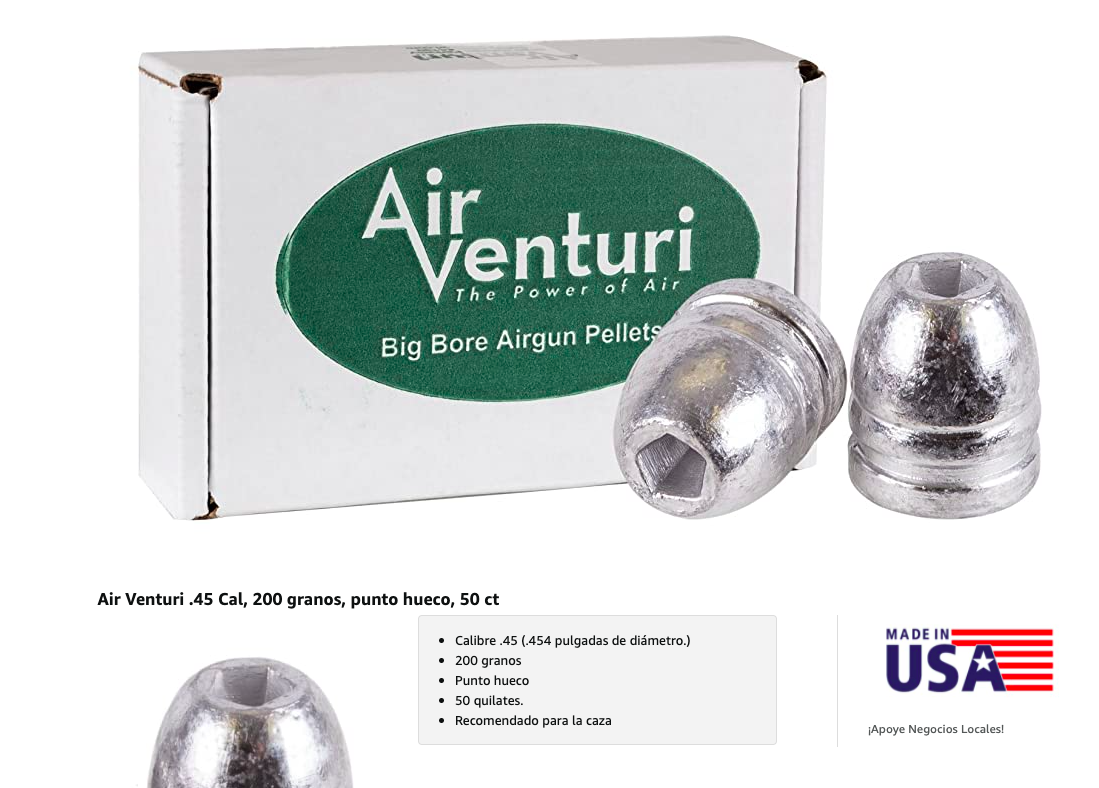 Air
Venturi
The Power of Air
Big Bore Airgun Pellets
Air Venturi .45 Cal, 200 granos, punto hueco, 50 ct
Calibre .45 (.454 pulgadas de diámetro.)
200 granos
Punto hueco
50 quilates.
Recomendado para la caza
MADE IN
USA
¡Apoye Negocios Locales!